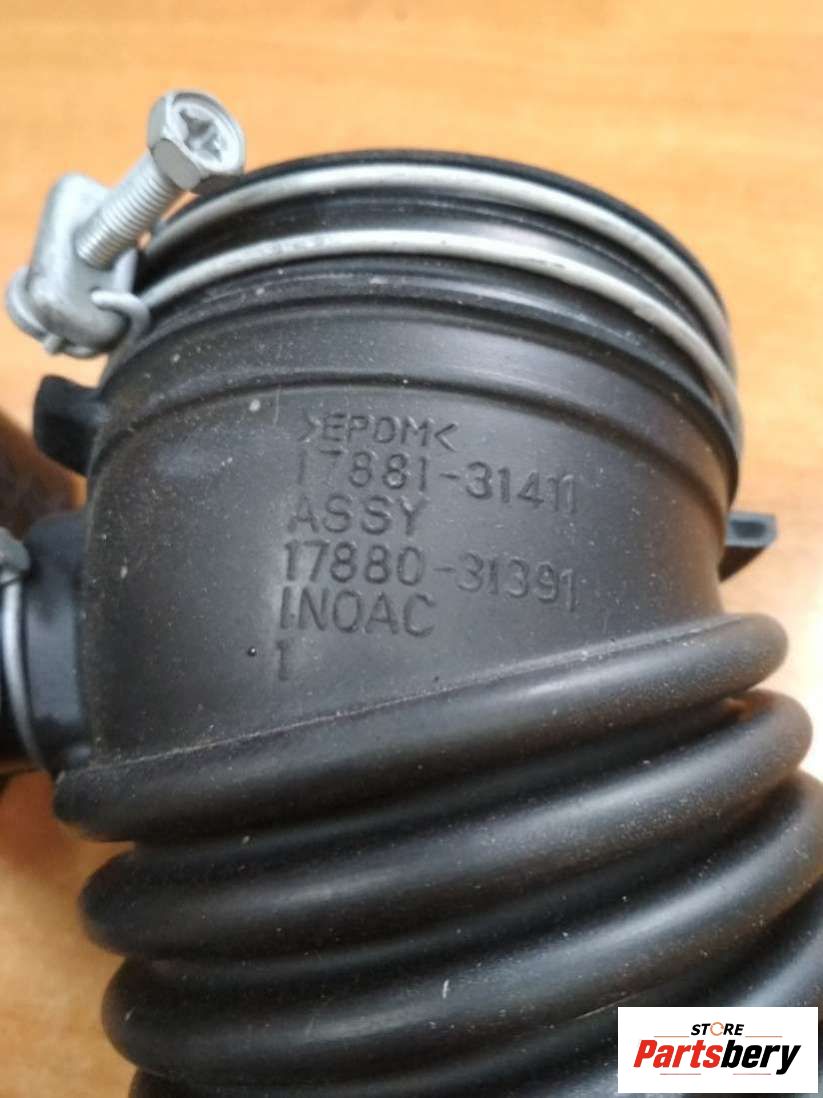 >EPDM<
17881-31411
ASSY
17880-31391
INOAC
1
STORE
Partsbery